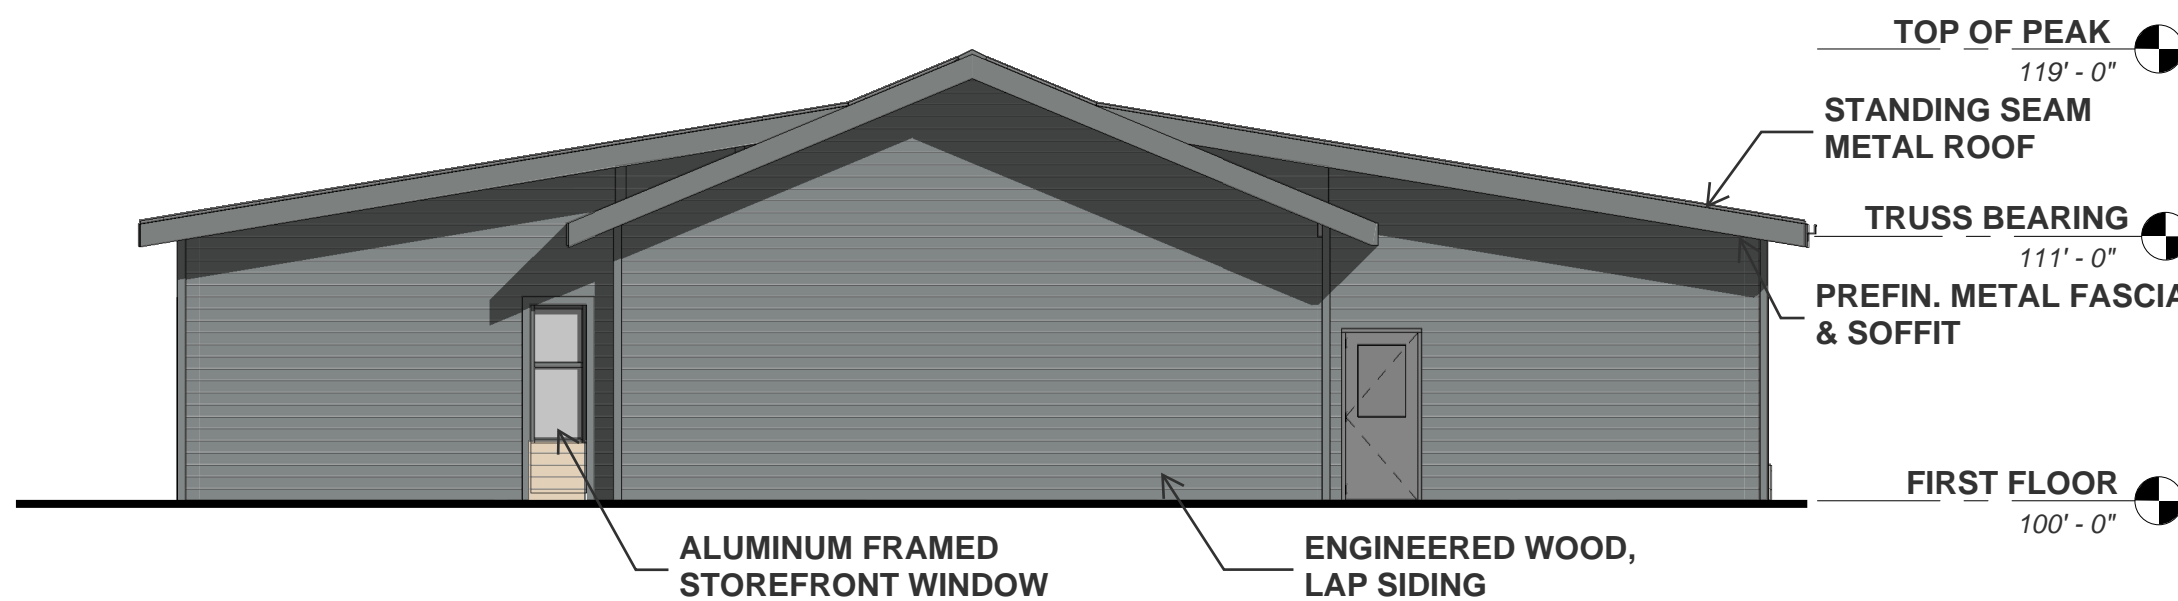 TOP OF PEAK
119' - 0"
STANDING SEAM
METAL ROOF
TRUSS BEARING
111' - 0"
PREFIN. METAL FASCIA
& SOFFIT
FIRST FLOOR
100' - 0"
ALUMINUM FRAMED
STOREFRONT WINDOW
ENGINEERED WOOD,
LAP SIDING